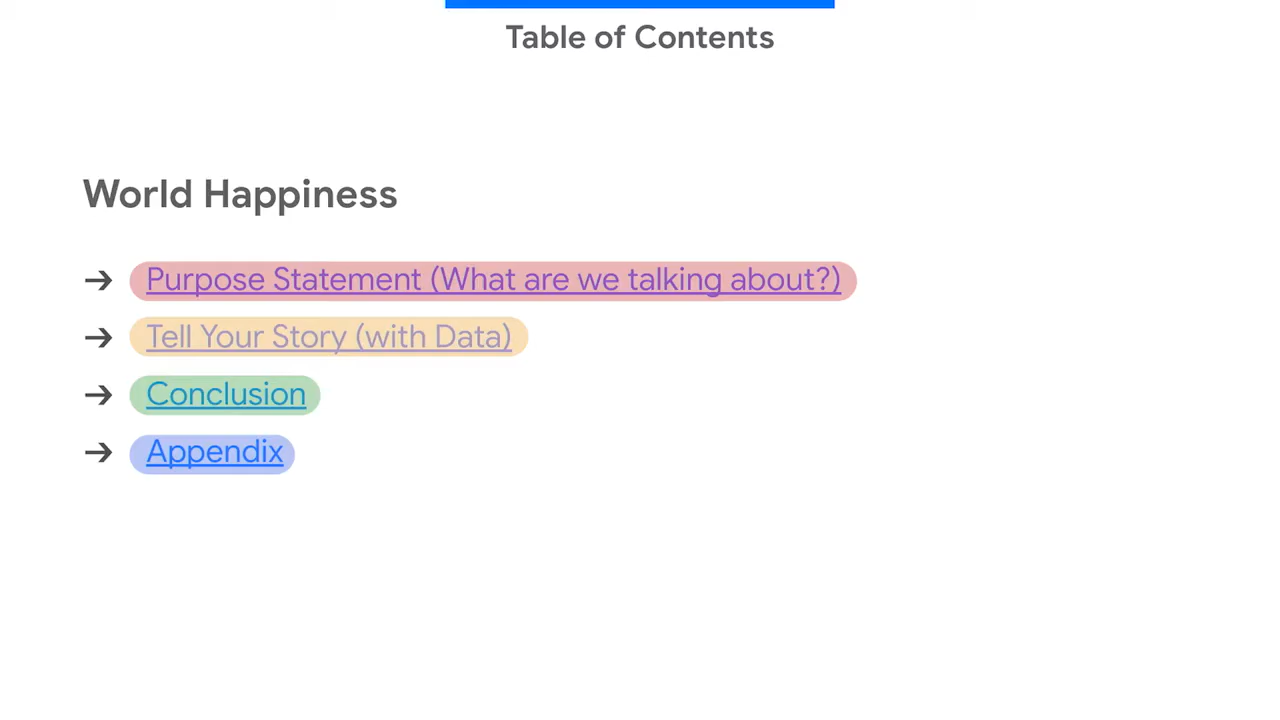 Table of Contents
World Happiness
➔ Purpose Statement (What are we talking about?)
➔ Tell Your Story (with Data)
➔ Conclusion
➔ Appendix